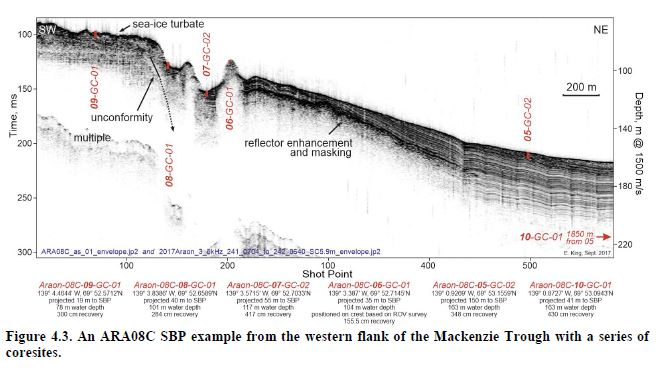 SW
sea-ice turbate
NE
100
150
200
250
300
Time, ms
09-GC-01
unconformity
multiple
08-GC-01
07-GC-02
06-GC-01
reflector enhancement
and masking
05-GC-02
200 m
100
120
140
160
180
200
220
Depth, m @ 1500 m/s
10-GC-01
1850 m
from 05
ARA08C_as_01_envelope.jp2 and 2017Araon_3_5kHz_241_0704_to_242_0640_SC5.9m_envelope.jp2
E. King, Sept. 2017
100 200 300 400 500
Shot Point
Araon-08C-09-GC-01
139° 4.4644' W, 69° 52.5712'N
projected 19 m to SBP
78 m water depth
300 cm recovery
Araon-08C-08-GC-01
139° 3.8386' W, 69° 52.6589'N
projected 40 m to SBP
101 m water depth
284 cm recovery
Araon-08C-07-GC-02
139° 3.5715' W, 69° 52.7033'N
projected 55 m to SBP
117 m water depth
417 cm recovery
Araon-08C-06-GC-01
139° 3.387' W, 69° 52.7145'N
projected 35 m to SBP
104 m water depth
positioned on crest based on ROV survey
155.5 cm recovery
Araon-08C-05-GC-02
139° 0.9269' W, 69° 53.1559'N
projected 150 m to SBP
163 m water depth
346 cm recovery
Araon-08C-10-GC-01
139° 0.8727' W, 69° 53.0943'N
projected 41 m to SBP
163 m water depth
430 cm recovery
Figure 4.3. An ARA08C SBP example from the western flank of the Mackenzie Trough with a series of
coresites.